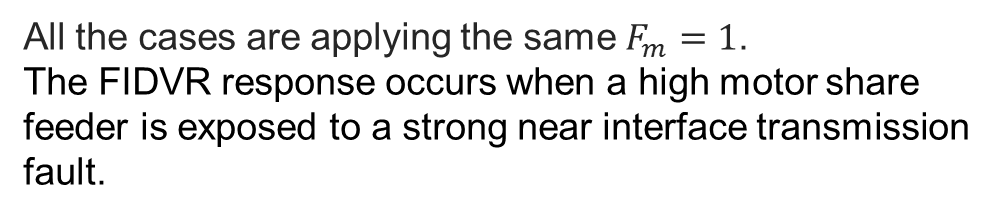 All the cases are applying the same 𝐹𝑚 = 1.
The FIDVR response occurs when a high motor share
feeder is exposed to a strong near interface transmission
fault.